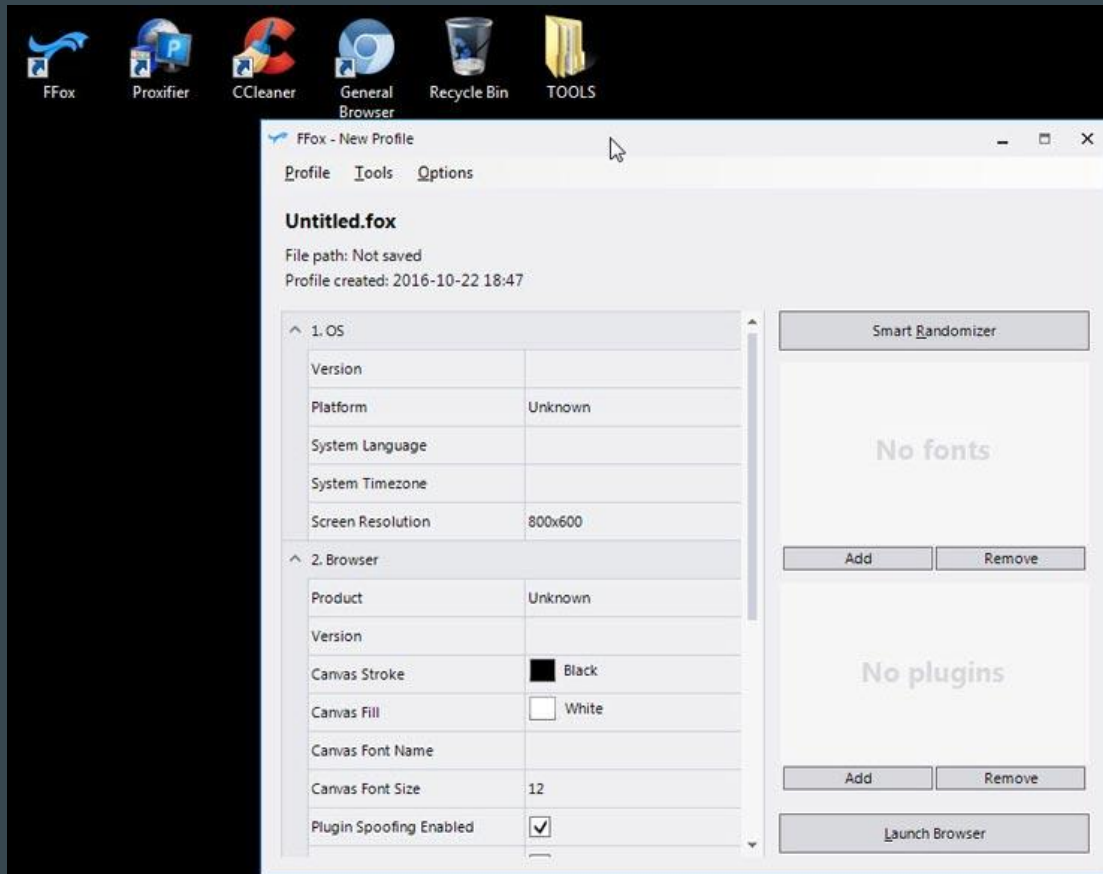 FFox
Proxifier
CCleaner
General
Browser
Recycle Bin
TOOLS
FFox - New Profile
Profile Tools Options
Untitled.fox
File path: Not saved
Profile created: 2016-10-22 18:47
1. OS
Version
Platform Unknown
System Language
System Timezone
Screen Resolution 800x600
2. Browser
Product Unknown
Version
Canvas Stroke Black
Canvas Fill White
Canvas Font Name
Canvas Font Size 12
Plugin Spoofing Enabled
Smart Randomizer
No fonts
Add Remove
No plugins
Add Remove
Launch Browser